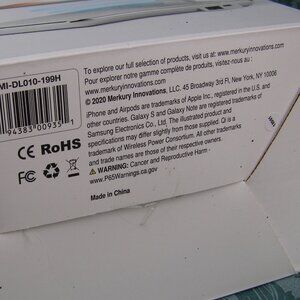 MI-DL010-199H
94383 00935 1
CE RoHS
FC
To explore our full selection of products, visit us at : www.merkuryinnovations.com
Pour explorer notre gamme complète de produits, visitez-nous au :
www.merkuryinnovations.com
© 2020 Merkury Innovations, LLC. 45 Broadway 3rd Fl., New York, NY 10006
iPhone and Airpods are trademarks of Apple Inc., registered in the U.S. and
other countries. Galaxy S and Galaxy Note are registered trademarks of
Samsung Electronics Co., Ltd. The illustrated product and
specifications may differ slightly from those supplied. Qi is a
trademark of Wireless Power Consortium. All other trademarks
and trade names are those of their respective owners.
⚠ WARNING: Cancer and Reproductive Harm -
www.P65Warnings.ca.gov
Made in China